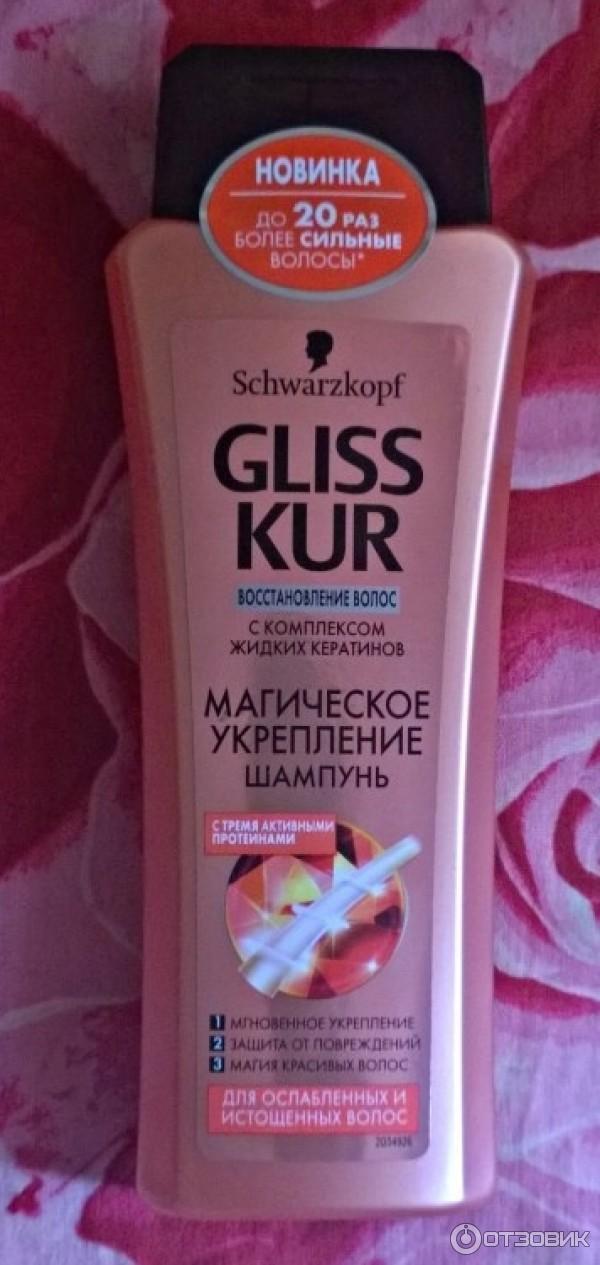 НОВИНКА
ДО 20 РАЗ
БОЛЕЕ СИЛЬНЫЕ
ВОЛОСЫ*
Schwarzkopf
GLISS
KUR
ВОССТАНОВЛЕНИЕ ВОЛОС
С КОМПЛЕКСОМ
ЖИДКИХ КЕРАТИНОВ
МАГИЧЕСКОЕ
УКРЕПЛЕНИЕ
ШАМПУНЬ
С ТРЕМЯ АКТИВНЫМИ
ПРОТЕИНАМИ
1 МГНОВЕННОЕ УКРЕПЛЕНИЕ
2 ЗАЩИТА ОТ ПОВРЕЖДЕНИЙ
3 МАГИЯ КРАСИВЫХ ВОЛОС
ДЛЯ ОСЛАБЛЕННЫХ И
ИСТОЩЕННЫХ ВОЛОС
2034926
ОТЗОВИК